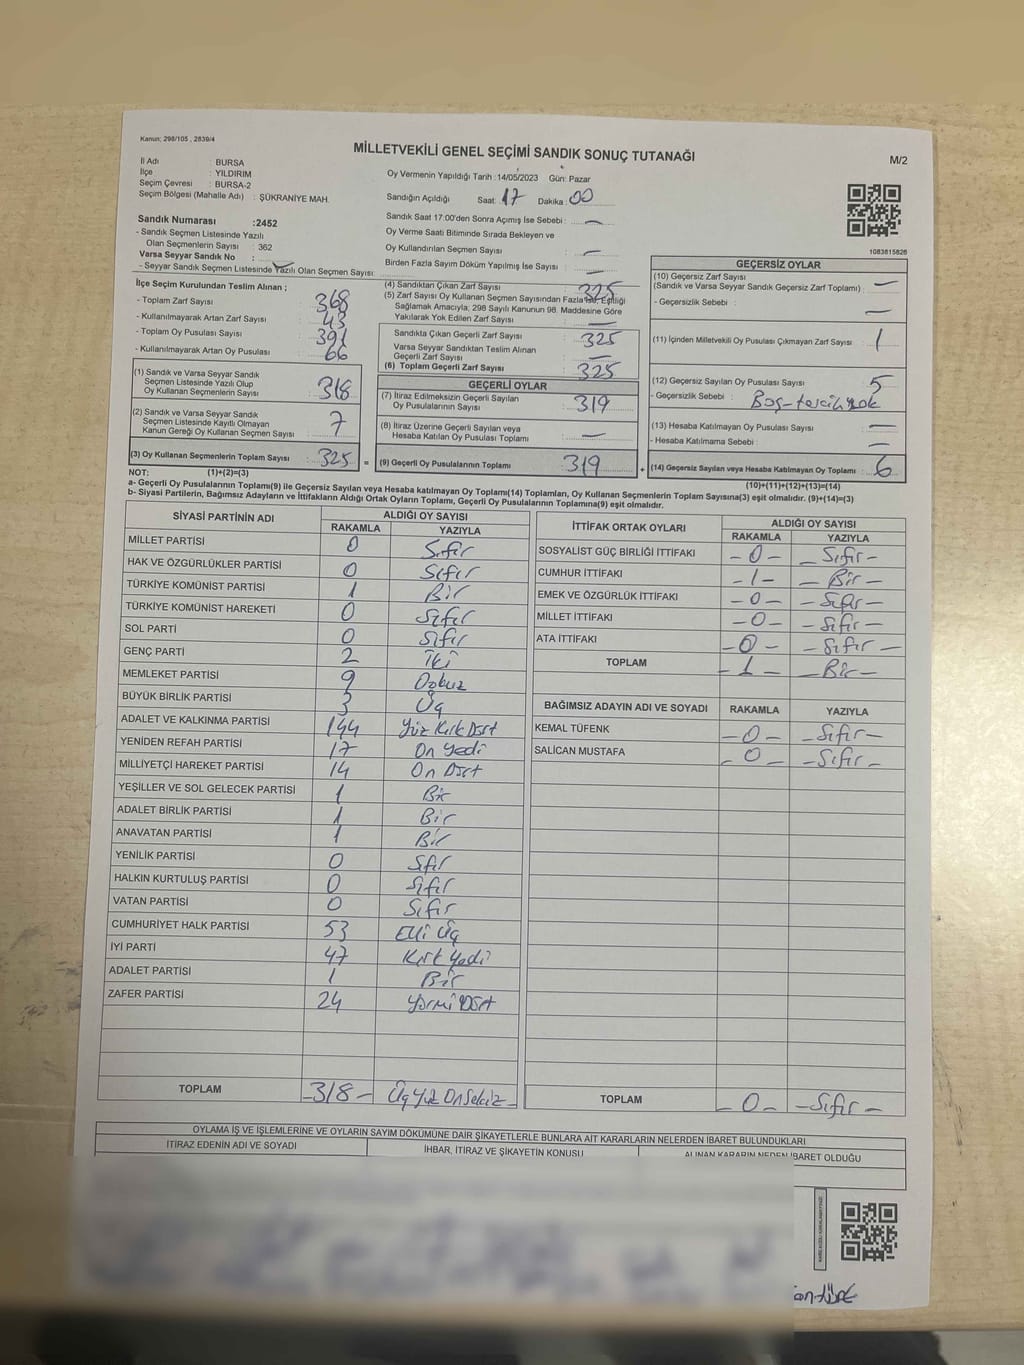 Kanun: 298/105 , 2839/4
MİLLETVEKİLİ GENEL SEÇİMİ SANDIK SONUÇ TUTANAĞI
M/2
İl Adı : BURSA
İlçe : YILDIRIM
Seçim Çevresi : BURSA-2
Seçim Bölgesi (Mahalle Adı) : ŞÜKRANİYE MAH.
Sandık Numarası :2452
- Sandık Seçmen Listesinde Yazılı
Olan Seçmenlerin Sayısı : 362
Varsa Seyyar Sandık No :
- Seyyar Sandık Seçmen Listesinde Yazılı Olan Seçmen Sayısı:
Oy Vermenin Yapıldığı Tarih :14/05/2023 Gün: Pazar
Sandığın Açıldığı Saat: 17 Dakika: 00
Sandık Saat 17:00'den Sonra Açımış İse Sebebi : —
Oy Verme Saati Bitiminde Sırada Bekleyen ve
Oy Kullandırılan Seçmen Sayısı : —
Birden Fazla Sayım Döküm Yapılmış İse Sayısı : —
1083815826
İlçe Seçim Kurulundan Teslim Alınan ;
- Toplam Zarf Sayısı : 368
- Kullanılmayarak Artan Zarf Sayısı : 43
- Toplam Oy Pusulası Sayısı : 391
- Kullanılmayarak Artan Oy Pusulası : 66
(1) Sandık ve Varsa Seyyar Sandık
Seçmen Listesinde Yazılı Olup
Oy Kullanan Seçmenlerin Sayısı : 318
(2) Sandık ve Varsa Seyyar Sandık
Seçmen Listesinde Kayıtlı Olmayan
Kanun Gereği Oy Kullanan Seçmen Sayısı : 7
(3) Oy Kullanan Seçmenlerin Toplam Sayısı : 325 =
(4) Sandıktan Çıkan Zarf Sayısı : 325
(5) Zarf Sayısı Oy Kullanan Seçmen Sayısından Fazla İse, Eşitliği
Sağlamak Amacıyla; 298 Sayılı Kanunun 98. Maddesine Göre
Yakılarak Yok Edilen Zarf Sayısı : —
Sandıkta Çıkan Geçerli Zarf Sayısı : 325
Varsa Seyyar Sandıktan Teslim Alınan
Geçerli Zarf Sayısı : —
(6) Toplam Geçerli Zarf Sayısı : 325
GEÇERLİ OYLAR
(7) İtiraz Edilmeksizin Geçerli Sayılan
Oy Pusulalarının Sayısı : 319
(8) İtiraz Üzerine Geçerli Sayılan veya
Hesaba Katılan Oy Pusulası Toplamı : —
(9) Geçerli Oy Pusulalarının Toplamı : 319 +
GEÇERSİZ OYLAR
(10) Geçersiz Zarf Sayısı
(Sandık ve Varsa Seyyar Sandık Geçersiz Zarf Toplamı) : —
- Geçersizlik Sebebi : —
(11) İçinden Milletvekili Oy Pusulası Çıkmayan Zarf Sayısı : 1
(12) Geçersiz Sayılan Oy Pusulası Sayısı : 5
- Geçersizlik Sebebi : Boş-tercih yok
(13) Hesaba Katılmayan Oy Pusulası Sayısı : —
- Hesaba Katılmama Sebebi : —
(14) Geçersiz Sayılan veya Hesaba Katılmayan Oy Toplamı : 6
NOT: (1)+(2)=(3)
(10)+(11)+(12)+(13)=(14)
a- Geçerli Oy Pusulaları Toplamı(9) ile Geçersiz Sayılan veya Hesaba katılmayan Oy Toplamı(14) Toplamları, Oy Kullanan Seçmenlerin Toplam Sayısına(3) eşit olmalıdır. (9)+(14)=(3)
b- Siyasi Partilerin, Bağımsız Adayların ve İttifakların Aldığı Ortak Oyların Toplamı, Geçerli Oy Pusulalarının Toplamına(9) eşit olmalıdır.
SİYASİ PARTİNİN ADI ALDIĞI OY SAYISI
RAKAMLA YAZIYLA
MİLLET PARTİSİ 0 Sıfır
HAK VE ÖZGÜRLÜKLER PARTİSİ 0 Sıfır
TÜRKİYE KOMÜNİST PARTİSİ 1 Bir
TÜRKİYE KOMÜNİST HAREKETİ 0 Sıfır
SOL PARTİ 0 Sıfır
GENÇ PARTİ 2 İki
MEMLEKET PARTİSİ 9 Dokuz
BÜYÜK BİRLİK PARTİSİ 3 Üç
ADALET VE KALKINMA PARTİSİ 144 Yüz Kırk Dört
YENİDEN REFAH PARTİSİ 17 On Yedi
MİLLİYETÇİ HAREKET PARTİSİ 14 On Dört
YEŞİLLER VE SOL GELECEK PARTİSİ 1 Bir
ADALET BİRLİK PARTİSİ 1 Bir
ANAVATAN PARTİSİ 1 Bir
YENİLİK PARTİSİ 0 Sıfır
HALKIN KURTULUŞ PARTİSİ 0 Sıfır
VATAN PARTİSİ 0 Sıfır
CUMHURİYET HALK PARTİSİ 53 Elli Üç
İYİ PARTİ 47 Kırk Yedi
ADALET PARTİSİ 1 Bir
ZAFER PARTİSİ 24 Yirmi Dört
TOPLAM -318- Üç Yüz On Sekiz-
İTTİFAK ORTAK OYLARI ALDIĞI OY SAYISI
RAKAMLA YAZIYLA
SOSYALİST GÜÇ BİRLİĞİ İTTİFAKI -0- -Sıfır-
CUMHUR İTTİFAKI -1- -Bir-
EMEK VE ÖZGÜRLÜK İTTİFAKI -0- -Sıfır-
MİLLET İTTİFAKI -0- -Sıfır-
ATA İTTİFAKI -0- -Sıfır-
TOPLAM -1- -Bir-
BAĞIMSIZ ADAYIN ADI VE SOYADI RAKAMLA YAZIYLA
KEMAL TÜFENK -0- -Sıfır-
SALİCAN MUSTAFA -0- -Sıfır-
TOPLAM -0- -Sıfır-
OYLAMA İŞ VE İŞLEMLERİNE VE OYLARIN SAYIM DÖKÜMÜNE DAİR ŞİKAYETLERLE BUNLARA AİT KARARLARIN NELERDEN İBARET BULUNDUKLARI
İTİRAZ EDENİN ADI VE SOYADI İHBAR, İTİRAZ VE ŞİKAYETİN KONUSU ALINAN KARARIN NEDEN İBARET OLDUĞU